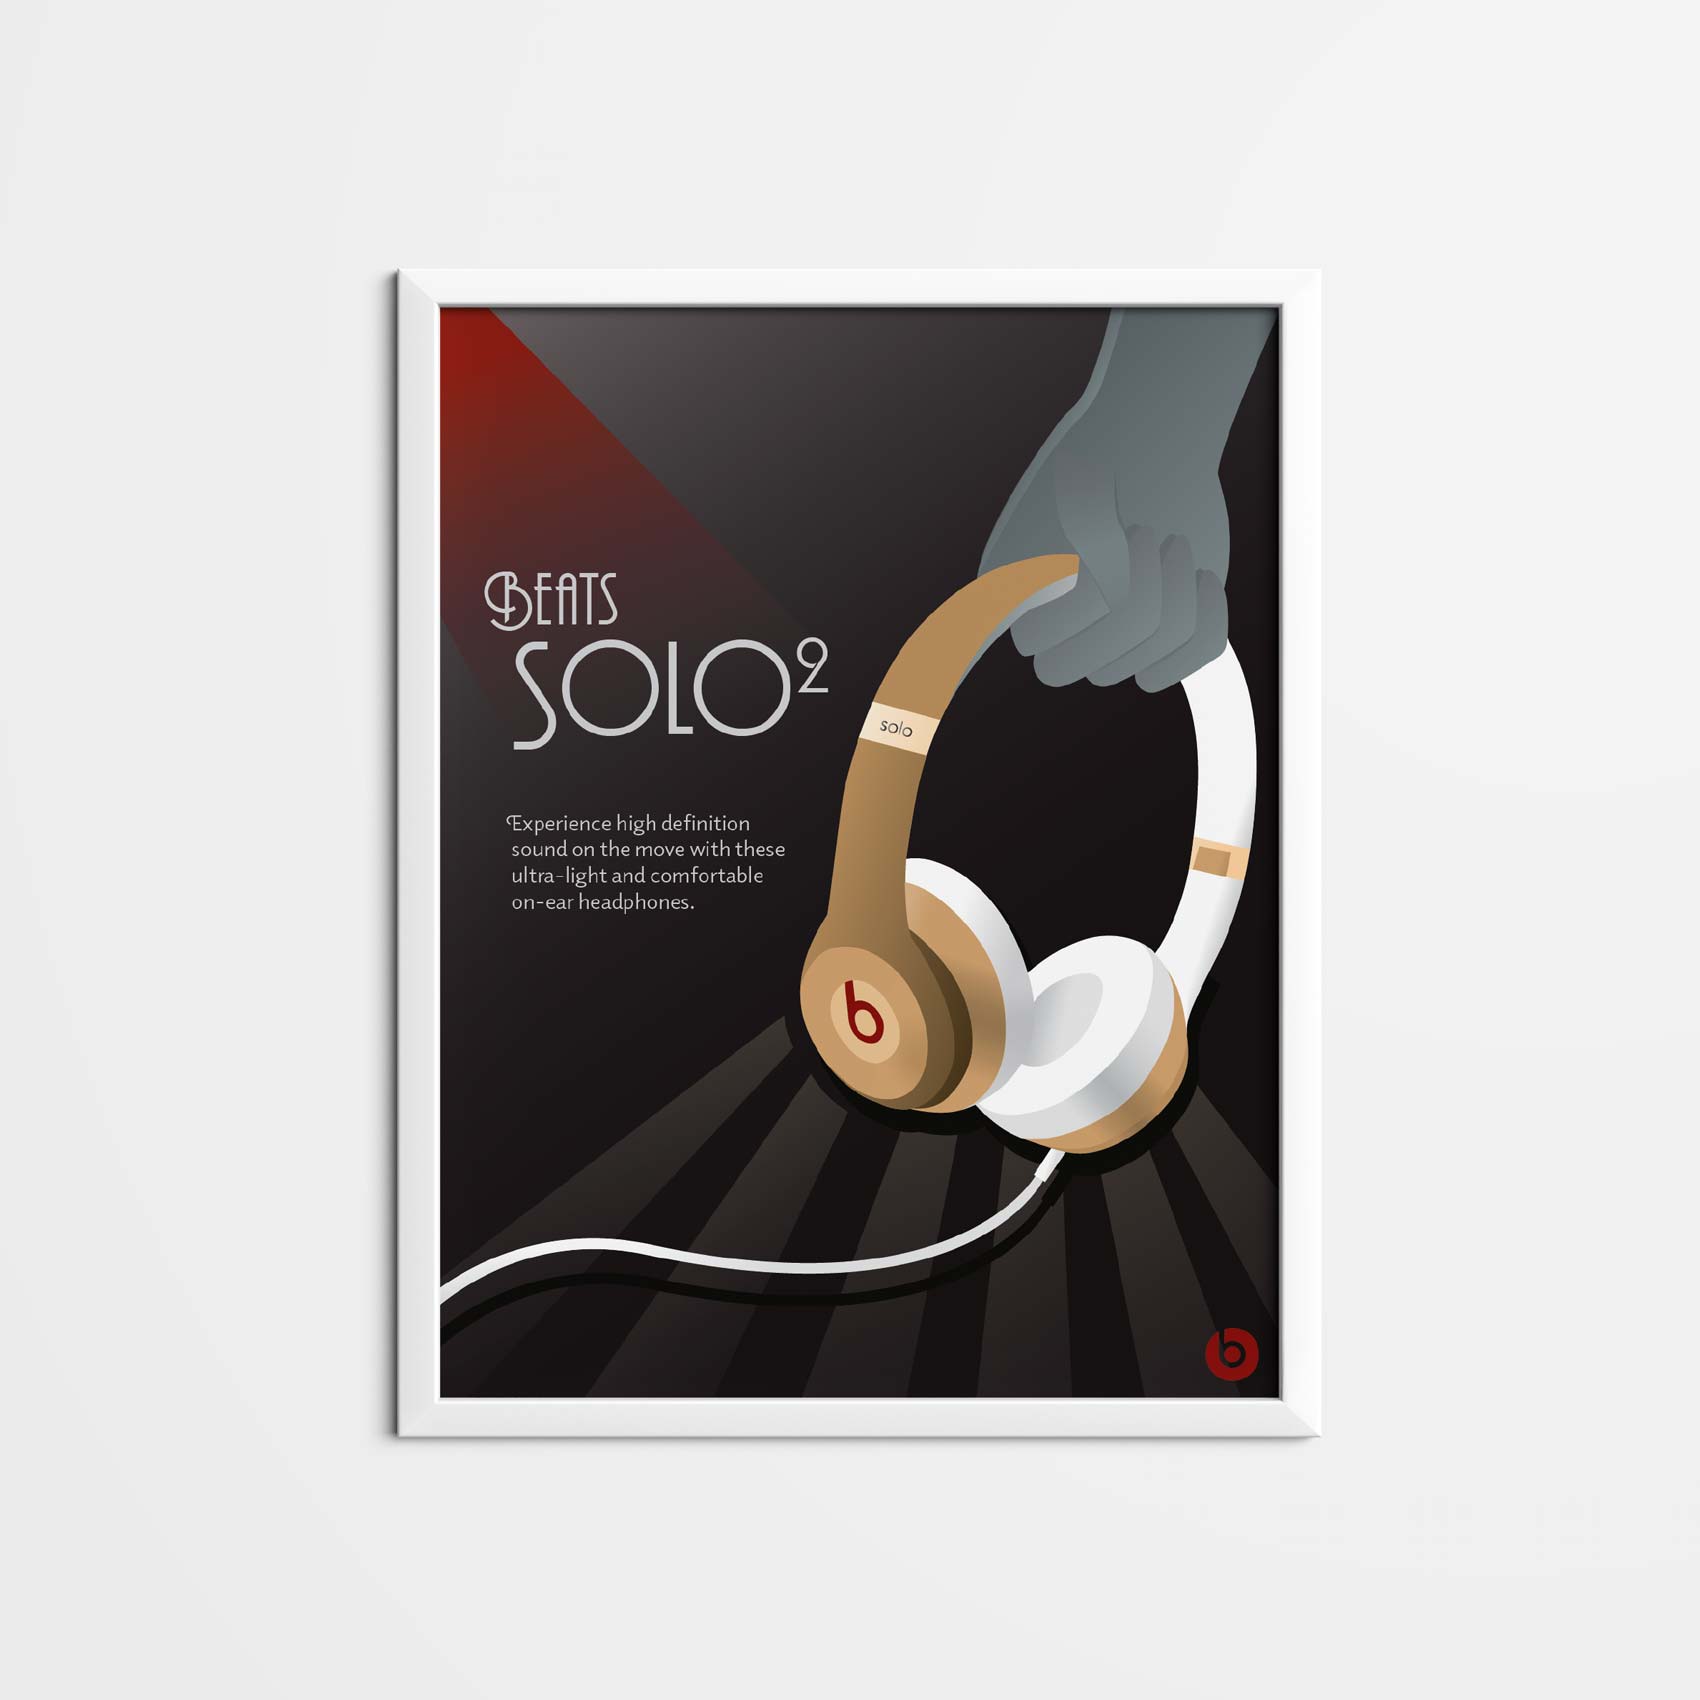 BEATS
SOLO²
solo
b
Experience high definition
sound on the move with these
ultra-light and comfortable
on-ear headphones.
b